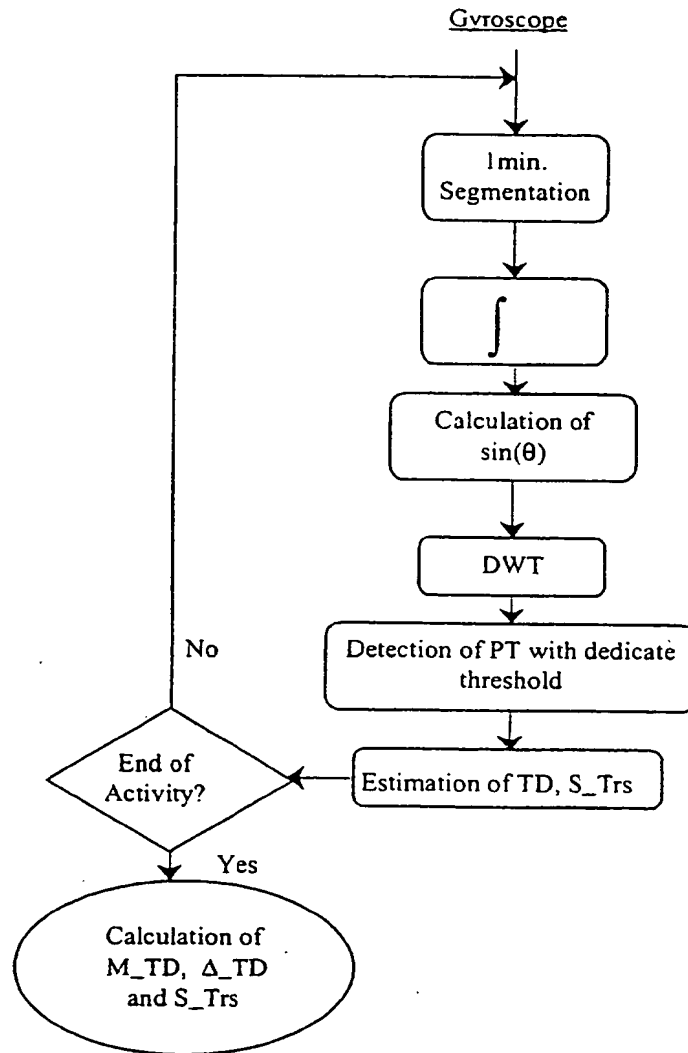 Gyroscope
1min.
Segmentation
∫
Calculation of
sin(θ)
DWT
Detection of PT with dedicate
threshold
Estimation of TD, S_Trs
End of
Activity?
No
Yes
Calculation of
M_TD, Δ_TD
and S_Trs